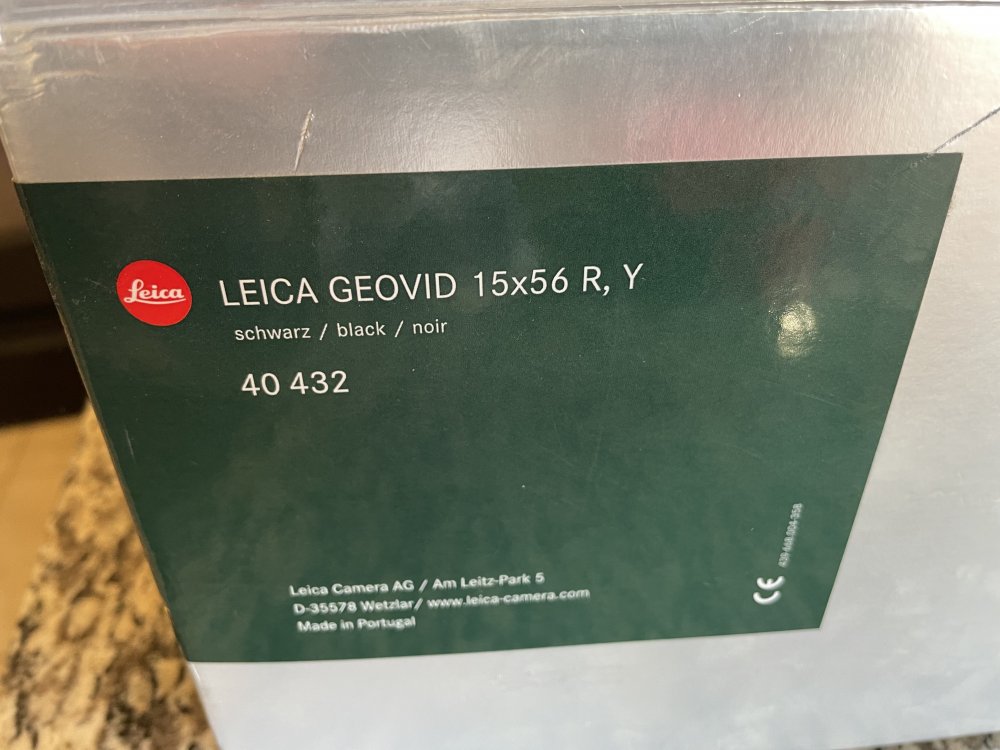 Leica
LEICA GEOVID 15x56 R, Y
schwarz / black / noir
40 432
Leica Camera AG / Am Leitz-Park 5
D-35578 Wetzlar/ www.leica-camera.com
Made in Portugal
CE